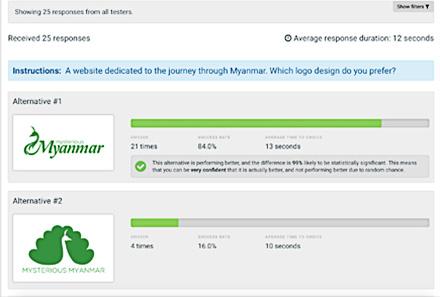 Showing 25 responses from all testers.
Show filters
Received 25 responses
Average response duration: 12 seconds
Instructions: A website dedicated to the journey through Myanmar. Which logo design do you prefer?
Alternative #1
mysterious
Myanmar
CHOSEN
SUCCESS RATE
AVERAGE TIME TO CHOICE
21 times
84.0%
13 seconds
This alternative is performing better, and the difference is 99% likely to be statistically significant. This means
that you can be very confident that it is actually better, and not performing better due to random chance.
Alternative #2
MYSTERIOUS MYANMAR
CHOSEN
SUCCESS RATE
AVERAGE TIME TO CHOICE
4 times
16.0%
10 seconds